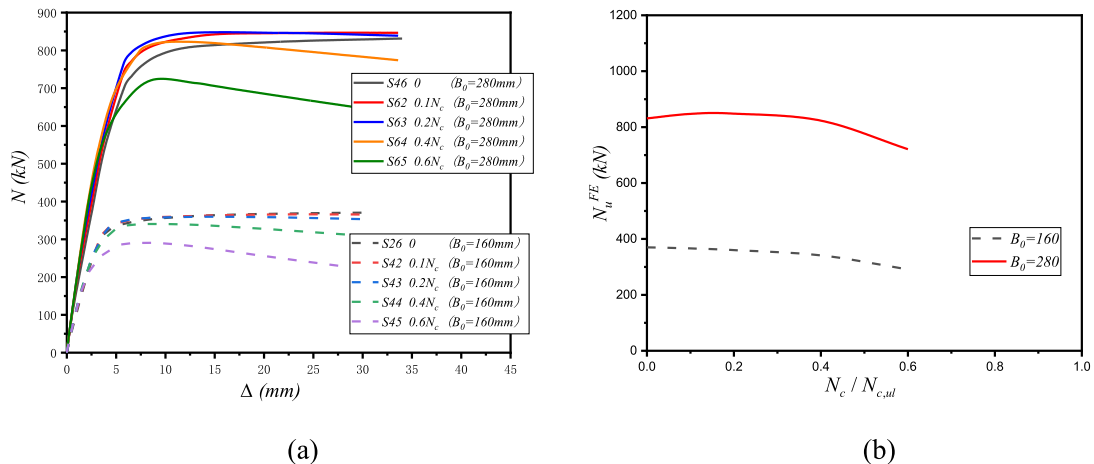 900
800
700
600
500
400
300
200
100
0
N (kN)
0 5 10 15 20 25 30 35 40 45
Δ (mm)
S46 0 (B0=280mm)
S62 0.1Nc (B0=280mm)
S63 0.2Nc (B0=280mm)
S64 0.4Nc (B0=280mm)
S65 0.6Nc (B0=280mm)
S26 0 (B0=160mm)
S42 0.1Nc (B0=160mm)
S43 0.2Nc (B0=160mm)
S44 0.4Nc (B0=160mm)
S45 0.6Nc (B0=160mm)
(a)
1200
1000
800
600
400
200
0
NuFE (kN)
0.0 0.2 0.4 0.6 0.8 1.0
Nc / Nc,ul
B0=160
B0=280
(b)